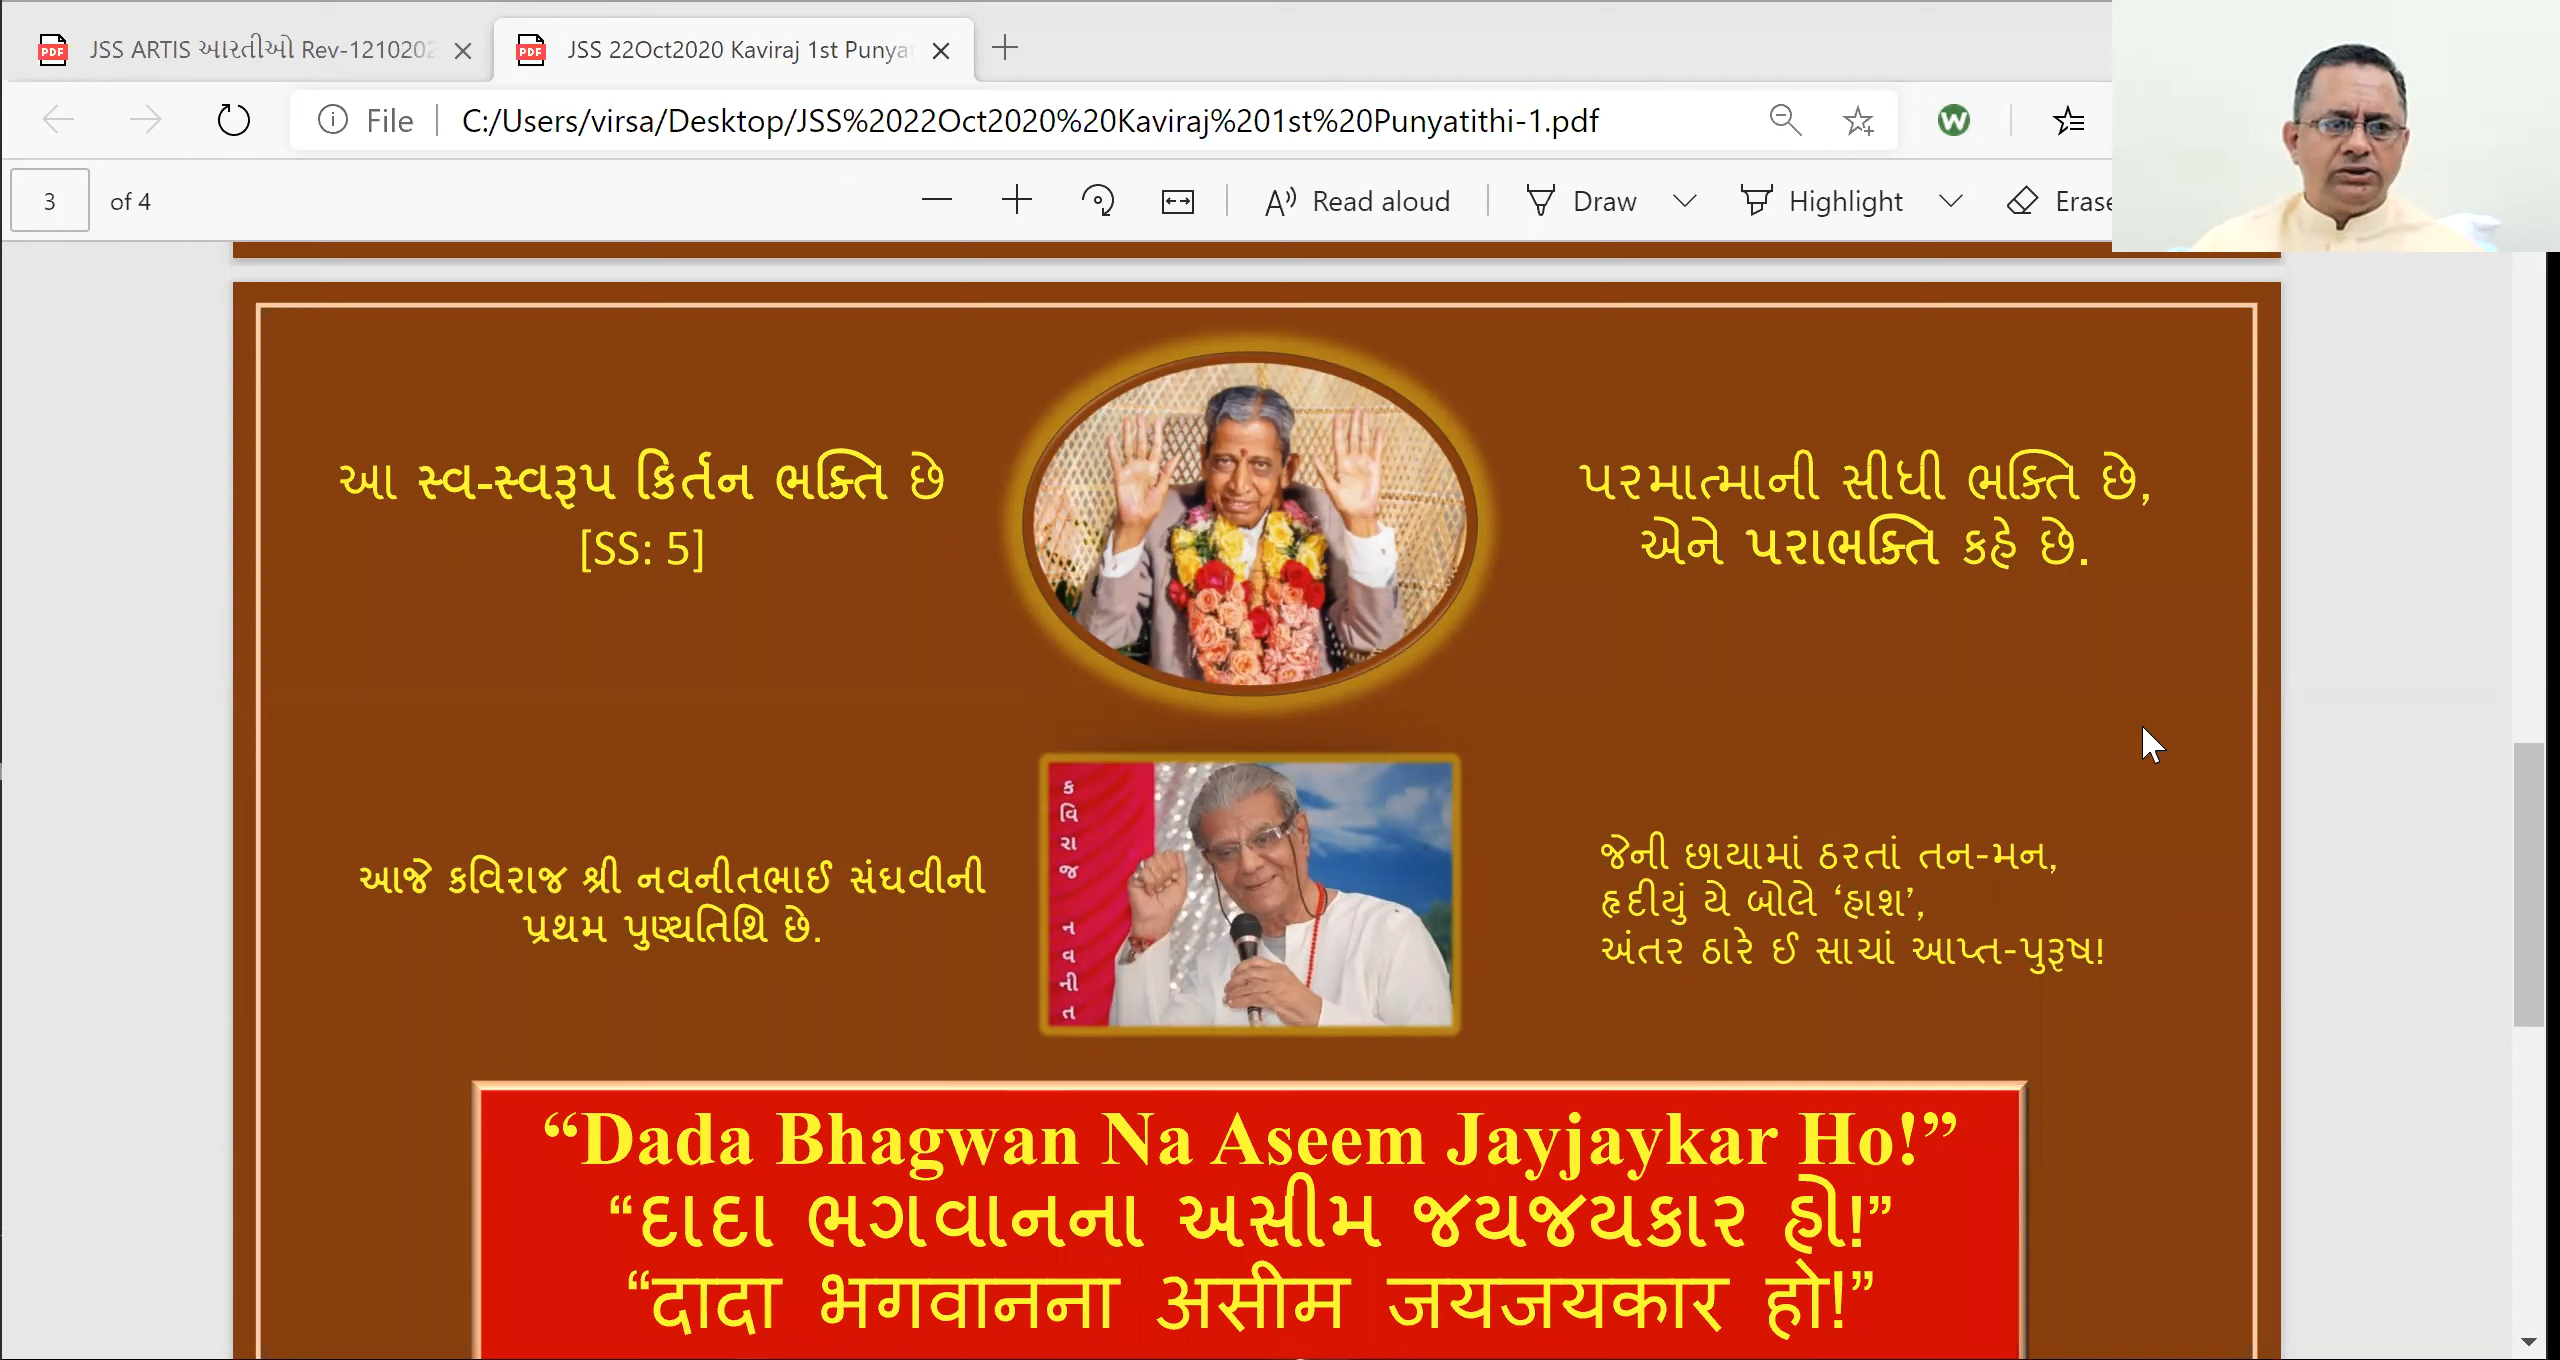 JSS ARTIS આરતીઓ Rev-1210202
JSS 22Oct2020 Kaviraj 1st Punya
File
C:/Users/virsa/Desktop/JSS%2022Oct2020%20Kaviraj%201st%20Punyatithi-1.pdf
3 of 4
Read aloud
Draw
Highlight
Erase
આ સ્વ-સ્વરૂપ કિર્તન ભક્તિ છે
[SS: 5]
પરમાત્માની સીધી ભક્તિ છે,
એને પરાભક્તિ કહે છે.
કવિરાજ નવનીત
આજે કવિરાજ શ્રી નવનીતભાઈ સંઘવીની
પ્રથમ પુણ્યતિથિ છે.
જેની છાયામાં ઠરતાં તન-મન,
હૃદીયું યે બોલે ‘હાશ’,
અંતર ઠારે ઈ સાચાં આપ્ત-પુરૂષ!
“Dada Bhagwan Na Aseem Jayjaykar Ho!”
“દાદા ભગવાનના અસીમ જયજયકાર હો!”
“दादा भगवानना असीम जयजयकार हो!”